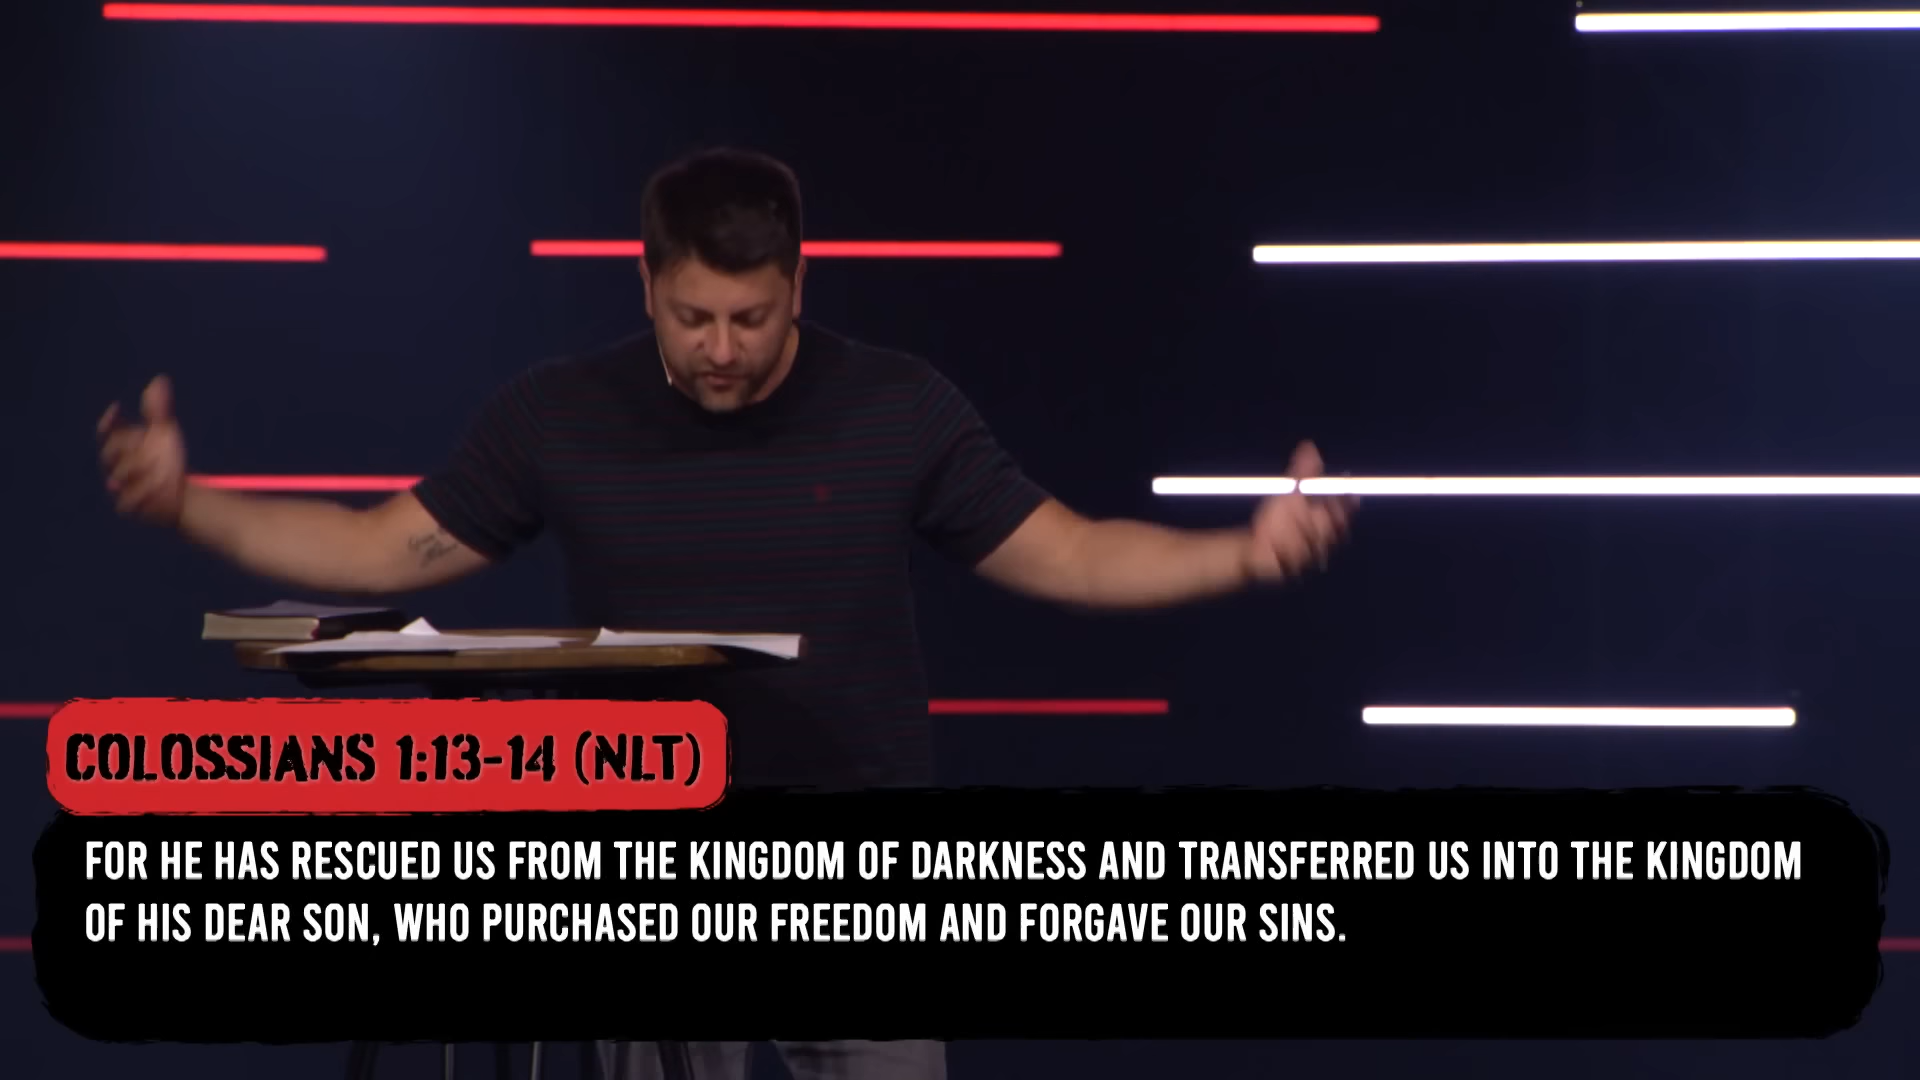 COLOSSIANS 1:13-14 (NLT)
FOR HE HAS RESCUED US FROM THE KINGDOM OF DARKNESS AND TRANSFERRED US INTO THE KINGDOM
OF HIS DEAR SON, WHO PURCHASED OUR FREEDOM AND FORGAVE OUR SINS.